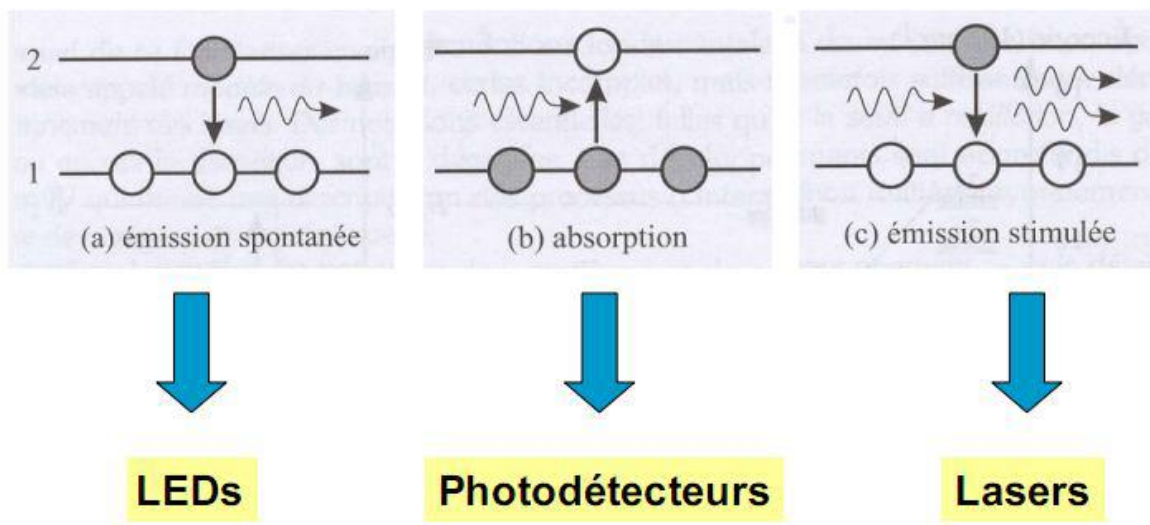 2
1
(a) émission spontanée
(b) absorption
(c) émission stimulée
LEDs
Photodétecteurs
Lasers